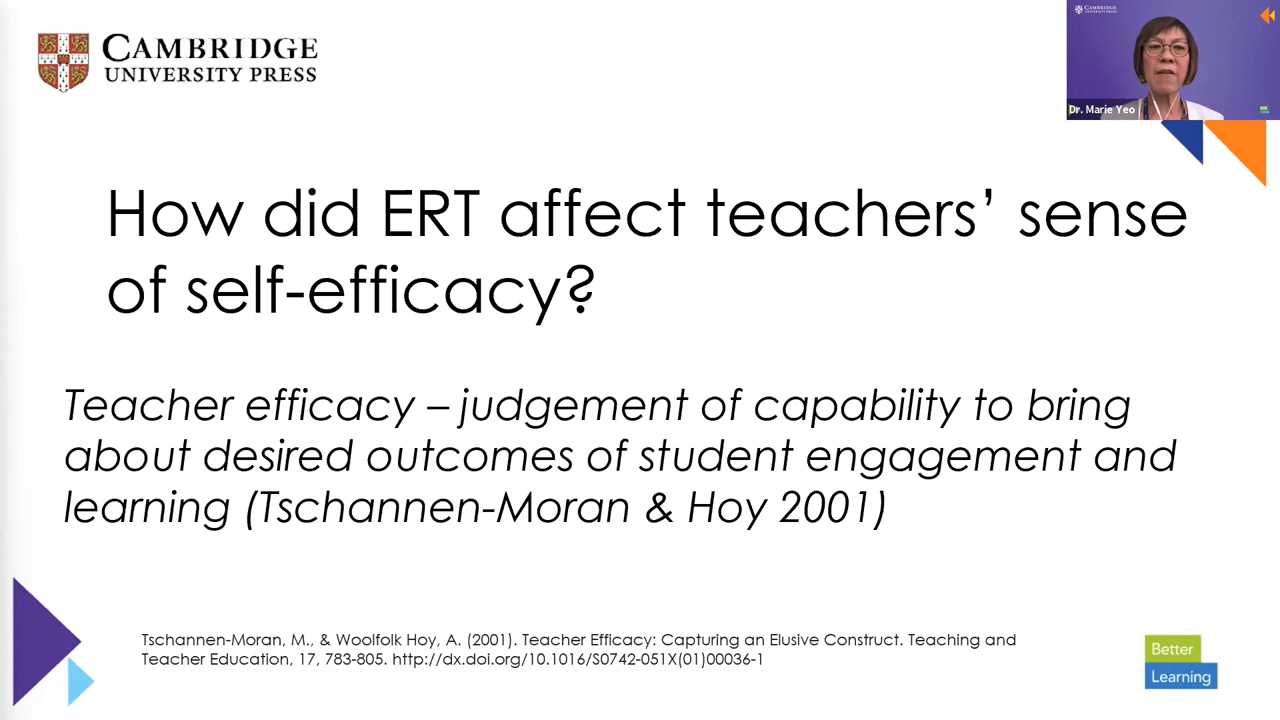 CAMBRIDGE
UNIVERSITY PRESS
CAMBRIDGE
UNIVERSITY PRESS
Dr. Marie Yeo
How did ERT affect teachers’ sense
of self-efficacy?
Teacher efficacy – judgement of capability to bring
about desired outcomes of student engagement and
learning (Tschannen-Moran & Hoy 2001)
Tschannen-Moran, M., & Woolfolk Hoy, A. (2001). Teacher Efficacy: Capturing an Elusive Construct. Teaching and
Teacher Education, 17, 783-805. http://dx.doi.org/10.1016/S0742-051X(01)00036-1
Better
Learning